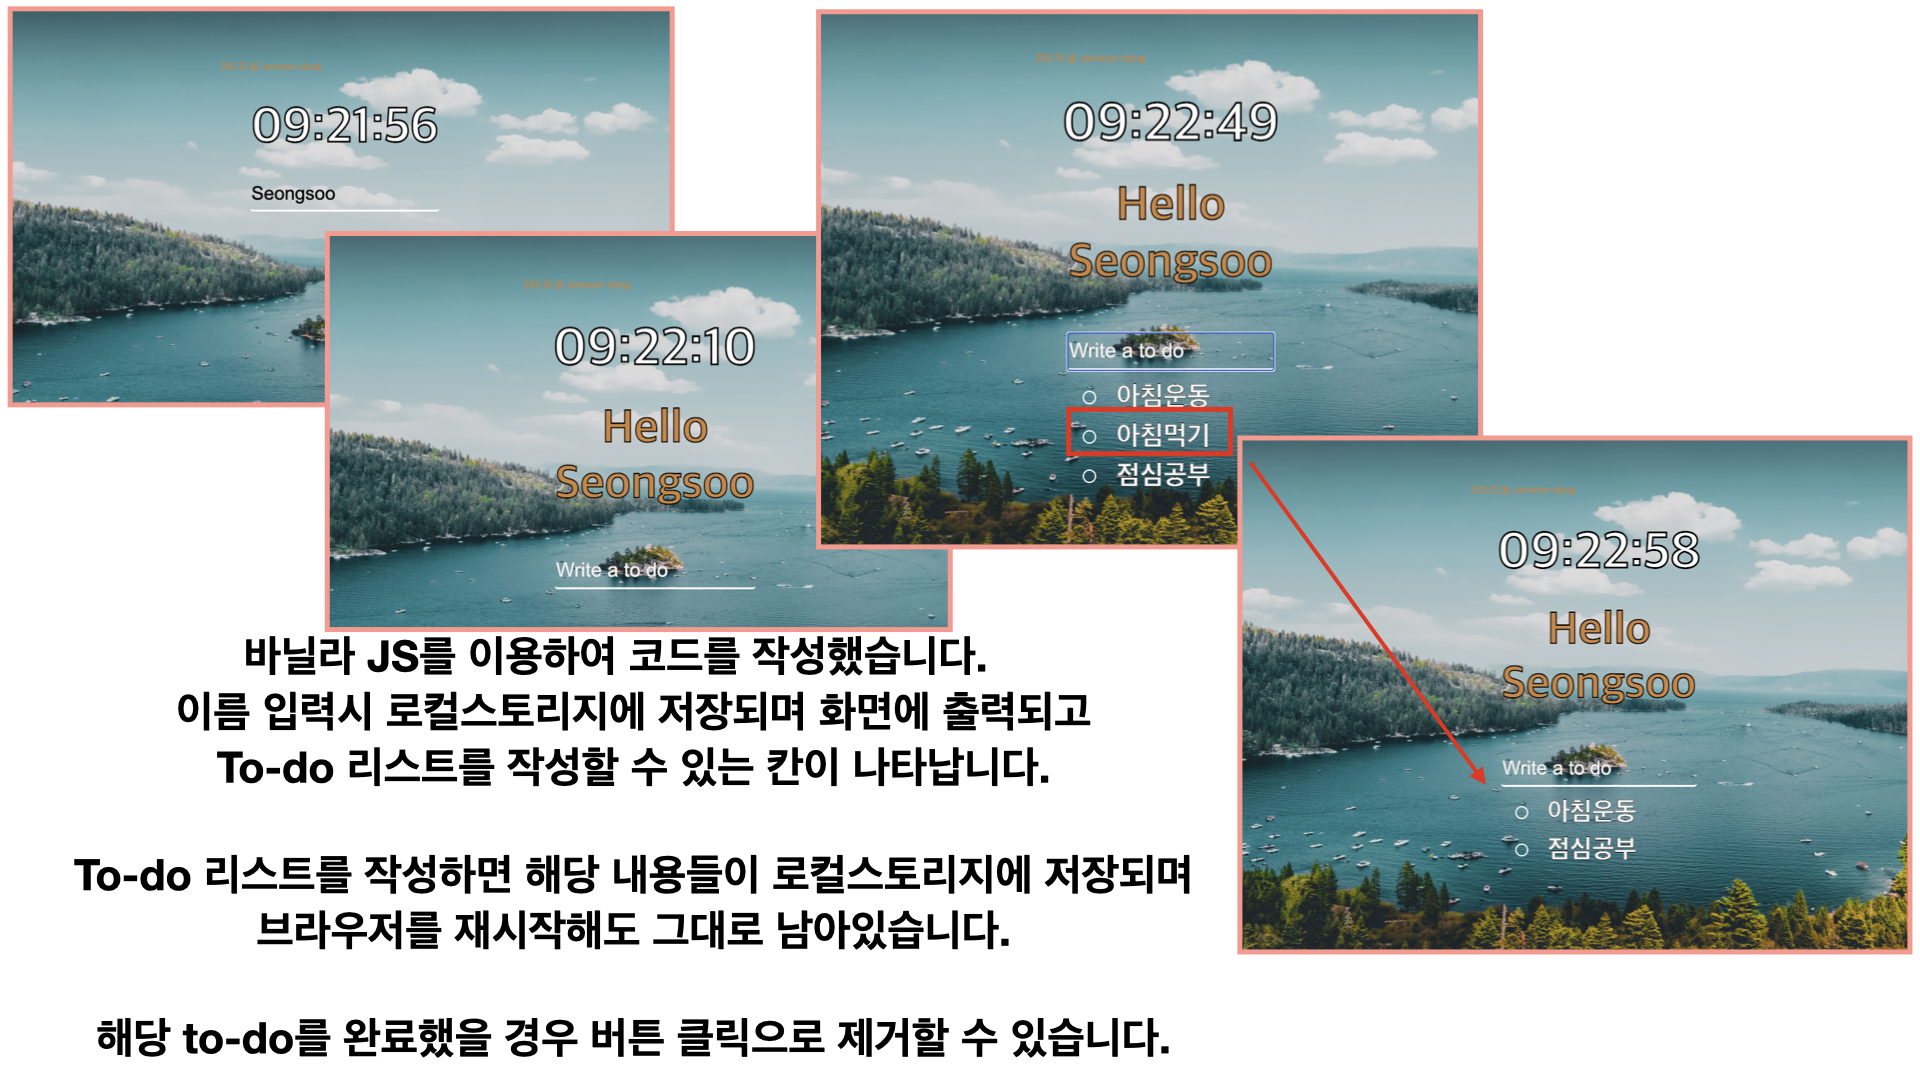 09:21:56
Seongsoo
09:22:10
Hello
Seongsoo
Write a to do
09:22:49
Hello
Seongsoo
Write a to do
아침운동
아침먹기
점심공부
09:22:58
Hello
Seongsoo
Write a to do
아침운동
점심공부
바닐라 JS를 이용하여 코드를 작성했습니다.
이름 입력시 로컬스토리지에 저장되며 화면에 출력되고
To-do 리스트를 작성할 수 있는 칸이 나타납니다.
To-do 리스트를 작성하면 해당 내용들이 로컬스토리지에 저장되며
브라우저를 재시작해도 그대로 남아있습니다.
해당 to-do를 완료했을 경우 버튼 클릭으로 제거할 수 있습니다.